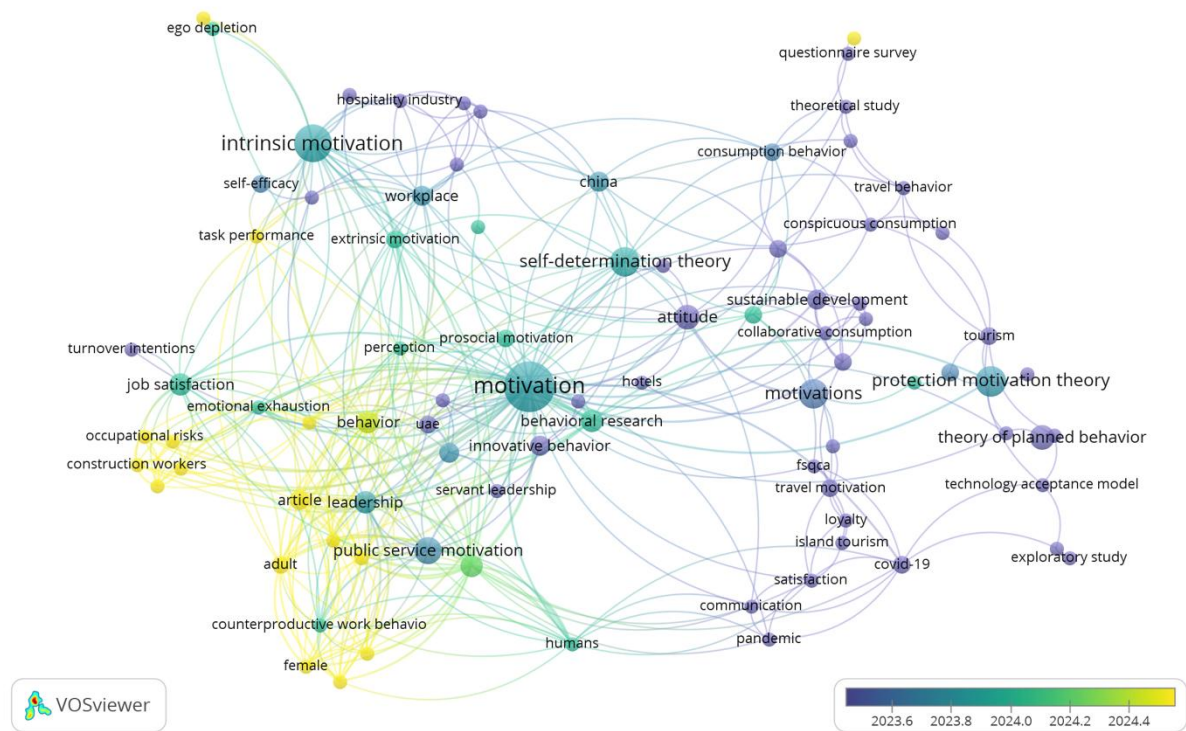 ego depletion
questionnaire survey
hospitality industry
theoretical study
intrinsic motivation
consumption behavior
self-efficacy
china
workplace
travel behavior
task performance
extrinsic motivation
conspicuous consumption
self-determination theory
sustainable development
attitude
collaborative consumption
prosocial motivation
tourism
turnover intentions
perception
job satisfaction
motivation
hotels
motivations
protection motivation theory
emotional exhaustion
behavior
uae
behavioral research
occupational risks
innovative behavior
theory of planned behavior
construction workers
fsqca
servant leadership
travel motivation
technology acceptance model
article
leadership
loyalty
island tourism
public service motivation
exploratory study
adult
covid-19
satisfaction
communication
counterproductive work behavio
humans
pandemic
female
VOSviewer
2023.6 2023.8 2024.0 2024.2 2024.4